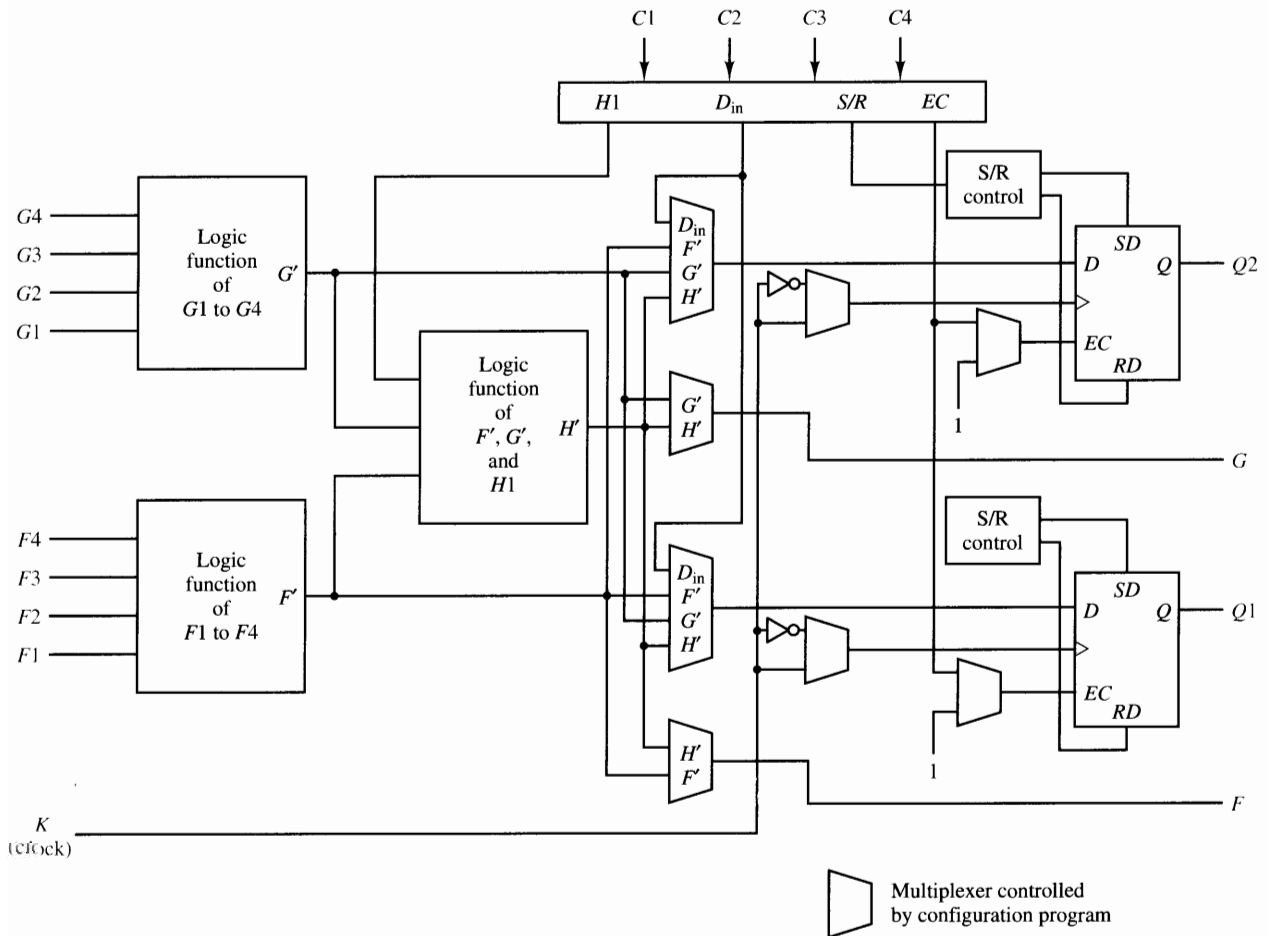 C1 C2 C3 C4
H1 Din S/R EC
S/R
control
G4
G3
G2
G1
Logic
function
of
G1 to G4
G′
Din
F′
G′
H′
SD
D Q
EC
RD
Q2
1
Logic
function
of
F′, G′,
and
H1
H′
G′
H′
G
S/R
control
F4
F3
F2
F1
Logic
function
of
F1 to F4
F′
Din
F′
G′
H′
SD
D Q
EC
RD
Q1
1
H′
F′
F
K
Multiplexer controlled
by configuration program